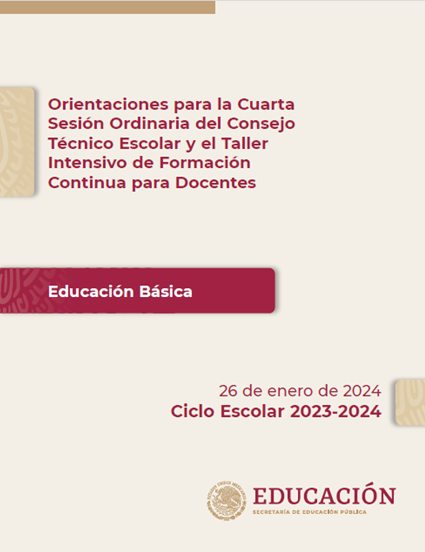 Orientaciones para la Cuarta
Sesión Ordinaria del Consejo
Técnico Escolar y el Taller
Intensivo de Formación
Continua para Docentes
Educación Básica
26 de enero de 2024
Ciclo Escolar 2023-2024
EDUCACIÓN
SECRETARÍA DE EDUCACIÓN PÚBLICA